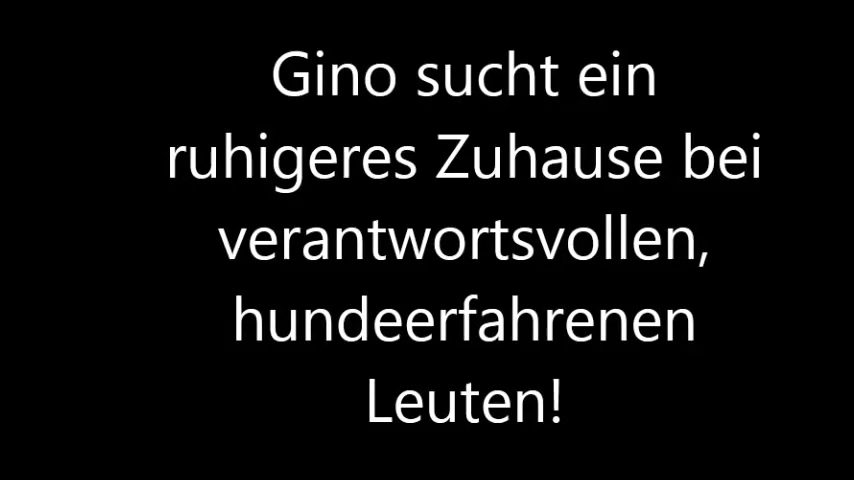 Gino sucht ein
ruhigeres Zuhause bei
verantwortsvollen,
hundeerfahrenen
Leuten!